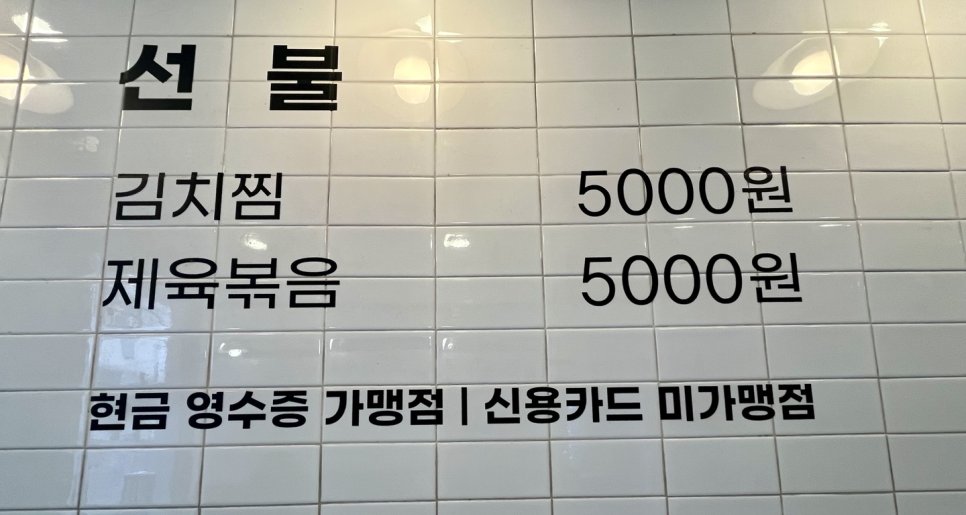 선 불
김치찜 5000원
제육볶음 5000원
현금 영수증 가맹점 | 신용카드 미가맹점